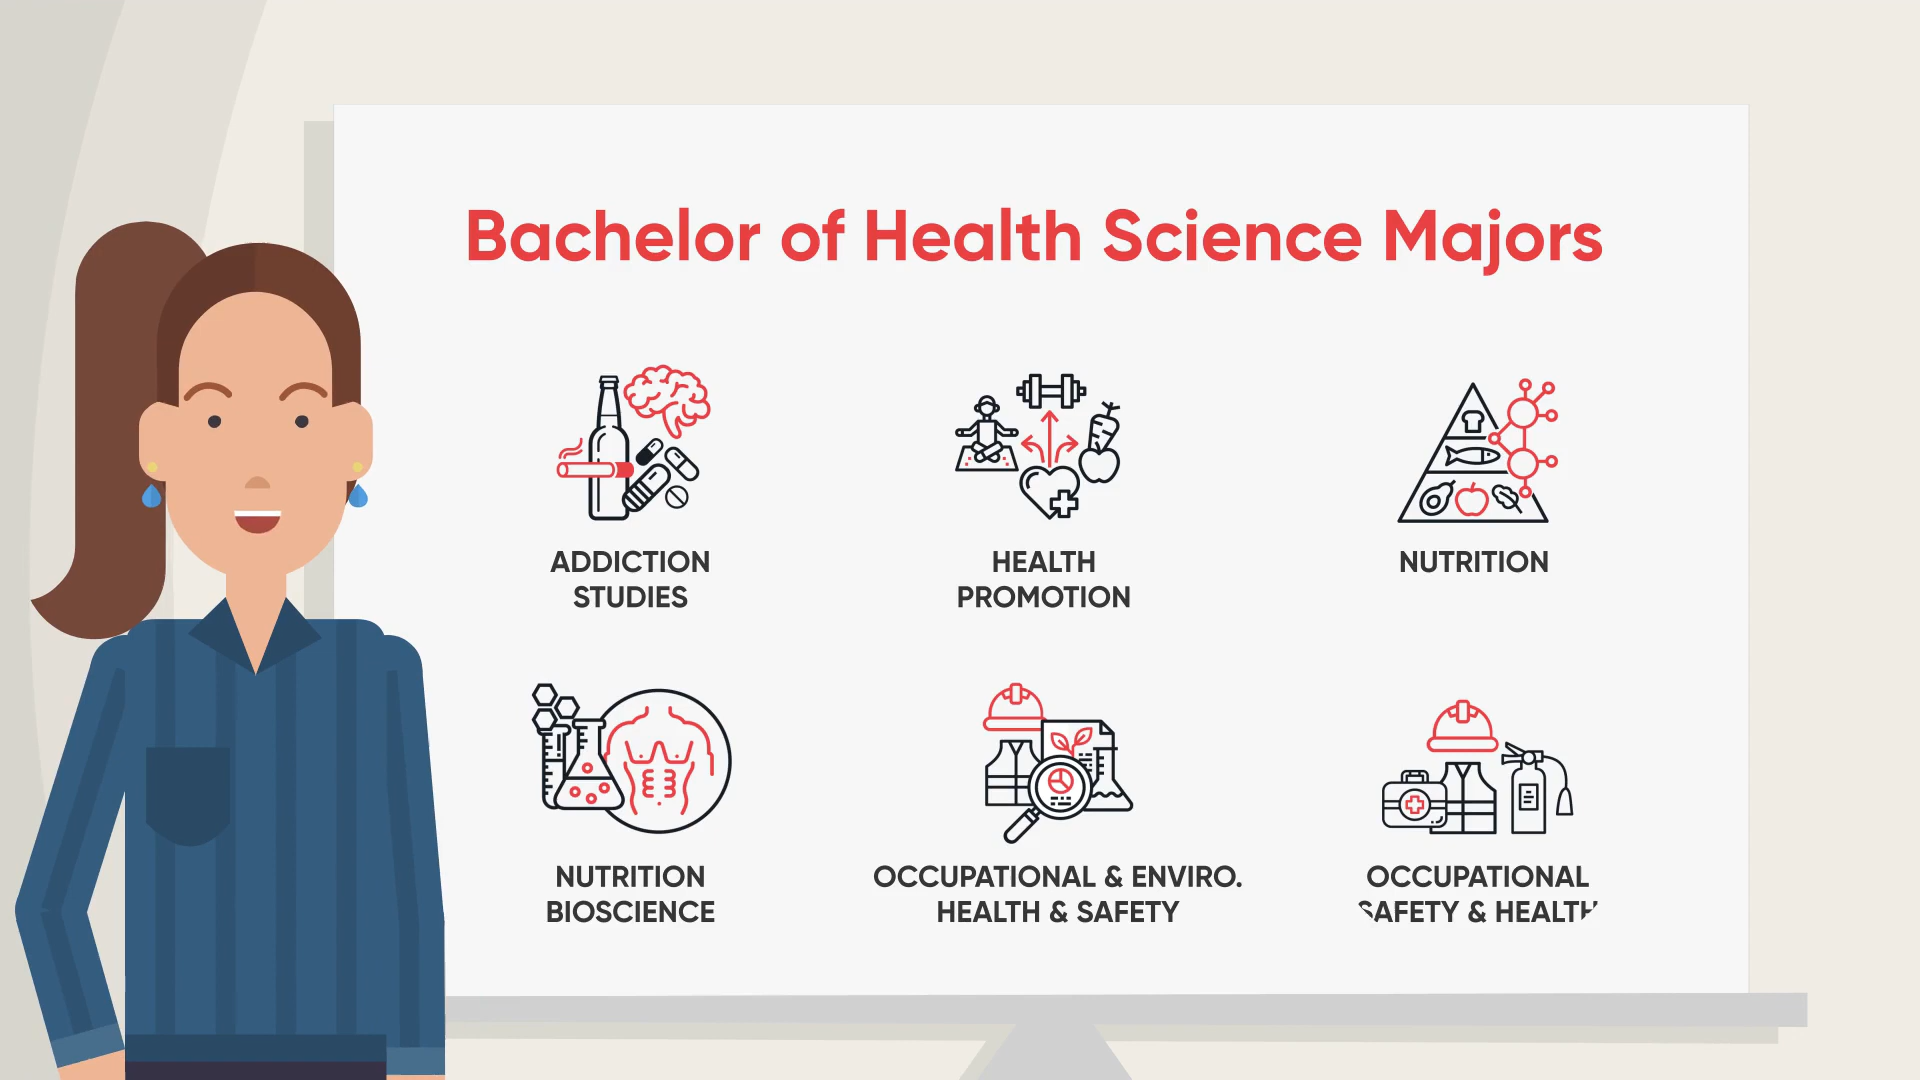 Bachelor of Health Science Majors
ADDICTION
STUDIES
HEALTH
PROMOTION
NUTRITION
NUTRITION
BIOSCIENCE
OCCUPATIONAL & ENVIRO.
HEALTH & SAFETY
OCCUPATIONAL
SAFETY & HEALTH